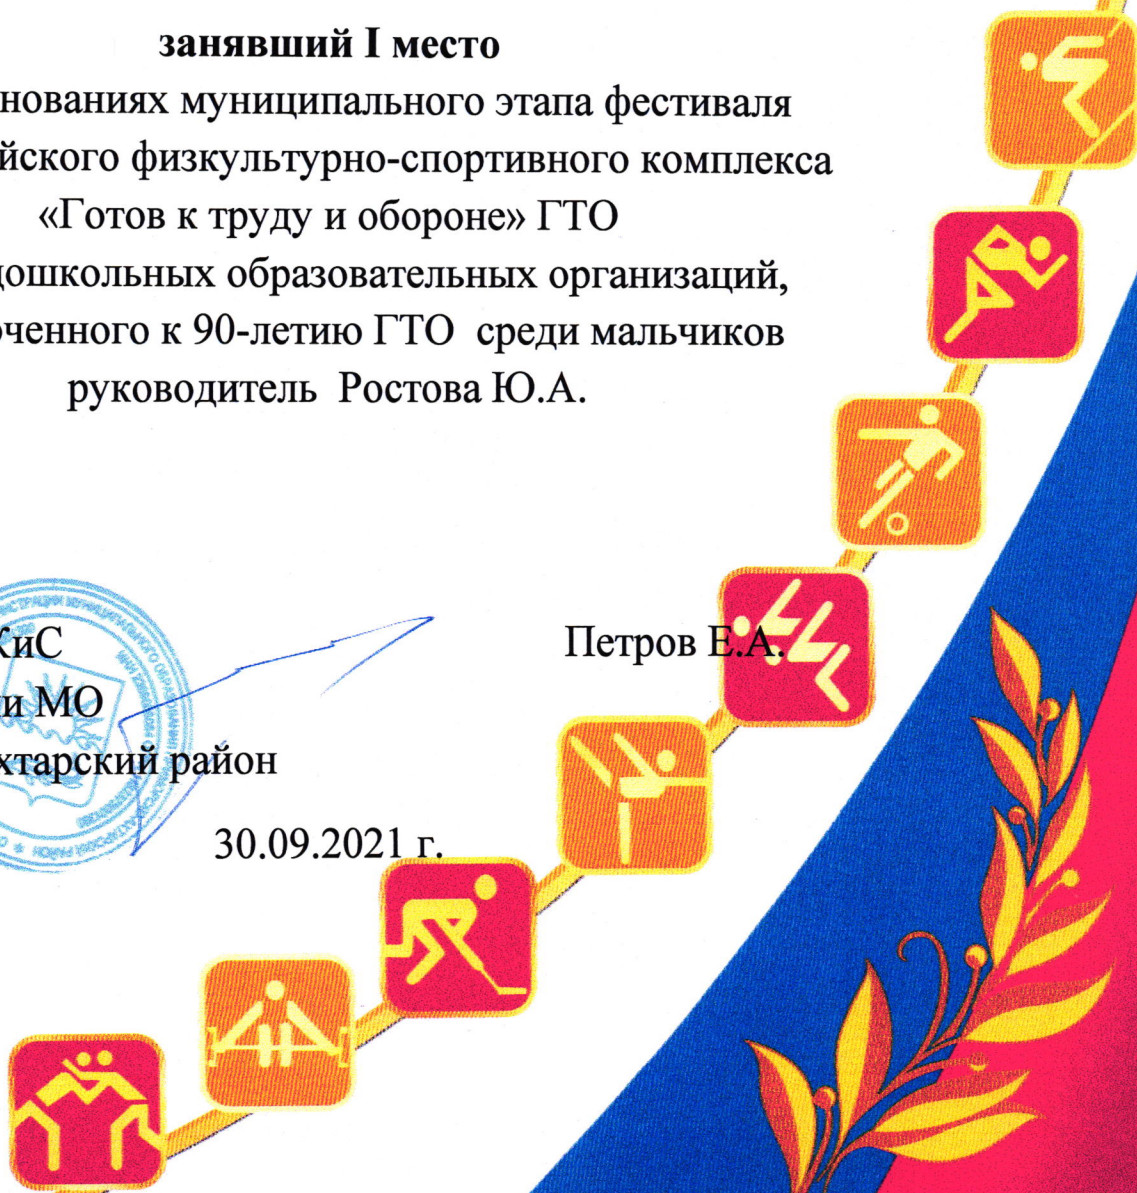 занявший I место
нованиях муниципального этапа фестиваля
йского физкультурно-спортивного комплекса
«Готов к труду и обороне» ГТО
дошкольных образовательных организаций,
ченного к 90-летию ГТО среди мальчиков
руководитель Ростова Ю.А.
КиС
Петров Е.А.
и МО
хтарский район
30.09.2021 г.